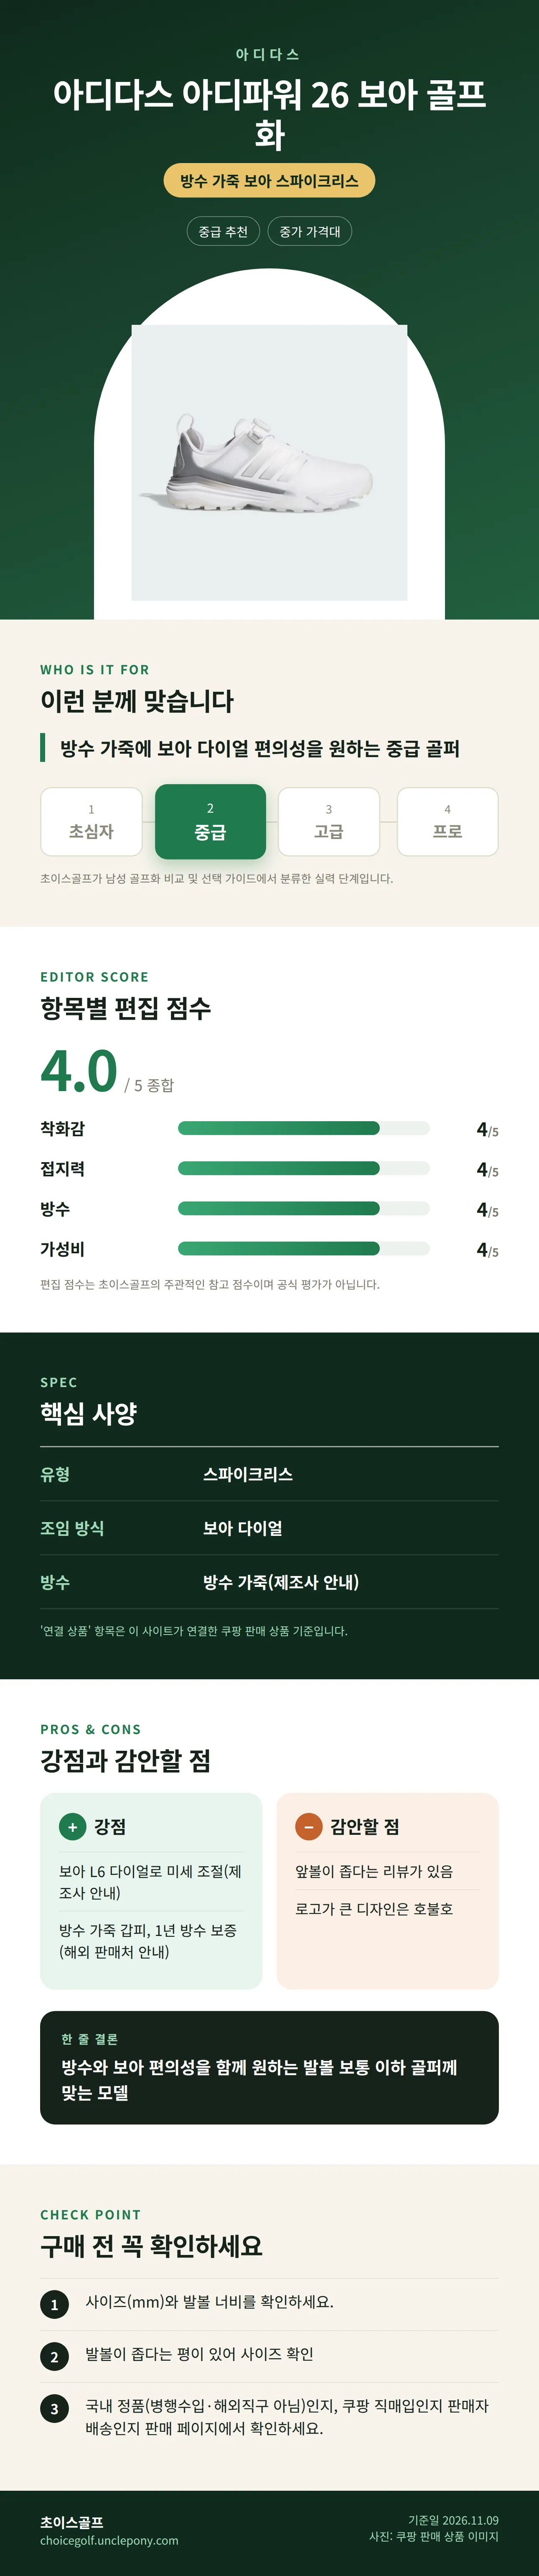 아디다스
아디다스 아디파워 26 보아 골프
화
방수 가죽 보아 스파이크리스
중급 추천
중가 가격대
WHO IS IT FOR
이런 분께 맞습니다
방수 가죽에 보아 다이얼 편의성을 원하는 중급 골퍼
1
초심자
2
중급
3
고급
4
프로
초이스골프가 남성 골프화 비교 및 선택 가이드에서 분류한 실력 단계입니다.
EDITOR SCORE
항목별 편집 점수
4.0 / 5 종합
착화감 4/5
접지력 4/5
방수 4/5
가성비 4/5
편집 점수는 초이스골프의 주관적인 참고 점수이며 공식 평가가 아닙니다.
SPEC
핵심 사양
유형 스파이크리스
조임 방식 보아 다이얼
방수 방수 가죽(제조사 안내)
'연결 상품' 항목은 이 사이트가 연결한 쿠팡 판매 상품 기준입니다.
PROS & CONS
강점과 감안할 점
+ 강점
보아 L6 다이얼로 미세 조절(제
조사 안내)
방수 가죽 갑피, 1년 방수 보증
(해외 판매처 안내)
− 감안할 점
앞볼이 좁다는 리뷰가 있음
로고가 큰 디자인은 호불호
한 줄 결론
방수와 보아 편의성을 함께 원하는 발볼 보통 이하 골퍼께
맞는 모델
CHECK POINT
구매 전 꼭 확인하세요
1 사이즈(mm)와 발볼 너비를 확인하세요.
2 발볼이 좁다는 평이 있어 사이즈 확인
3 국내 정품(병행수입·해외직구 아님)인지, 쿠팡 직매입인지 판매자
배송인지 판매 페이지에서 확인하세요.
초이스골프
choicegolf.unclepony.com
기준일 2026.11.09
사진: 쿠팡 판매 상품 이미지